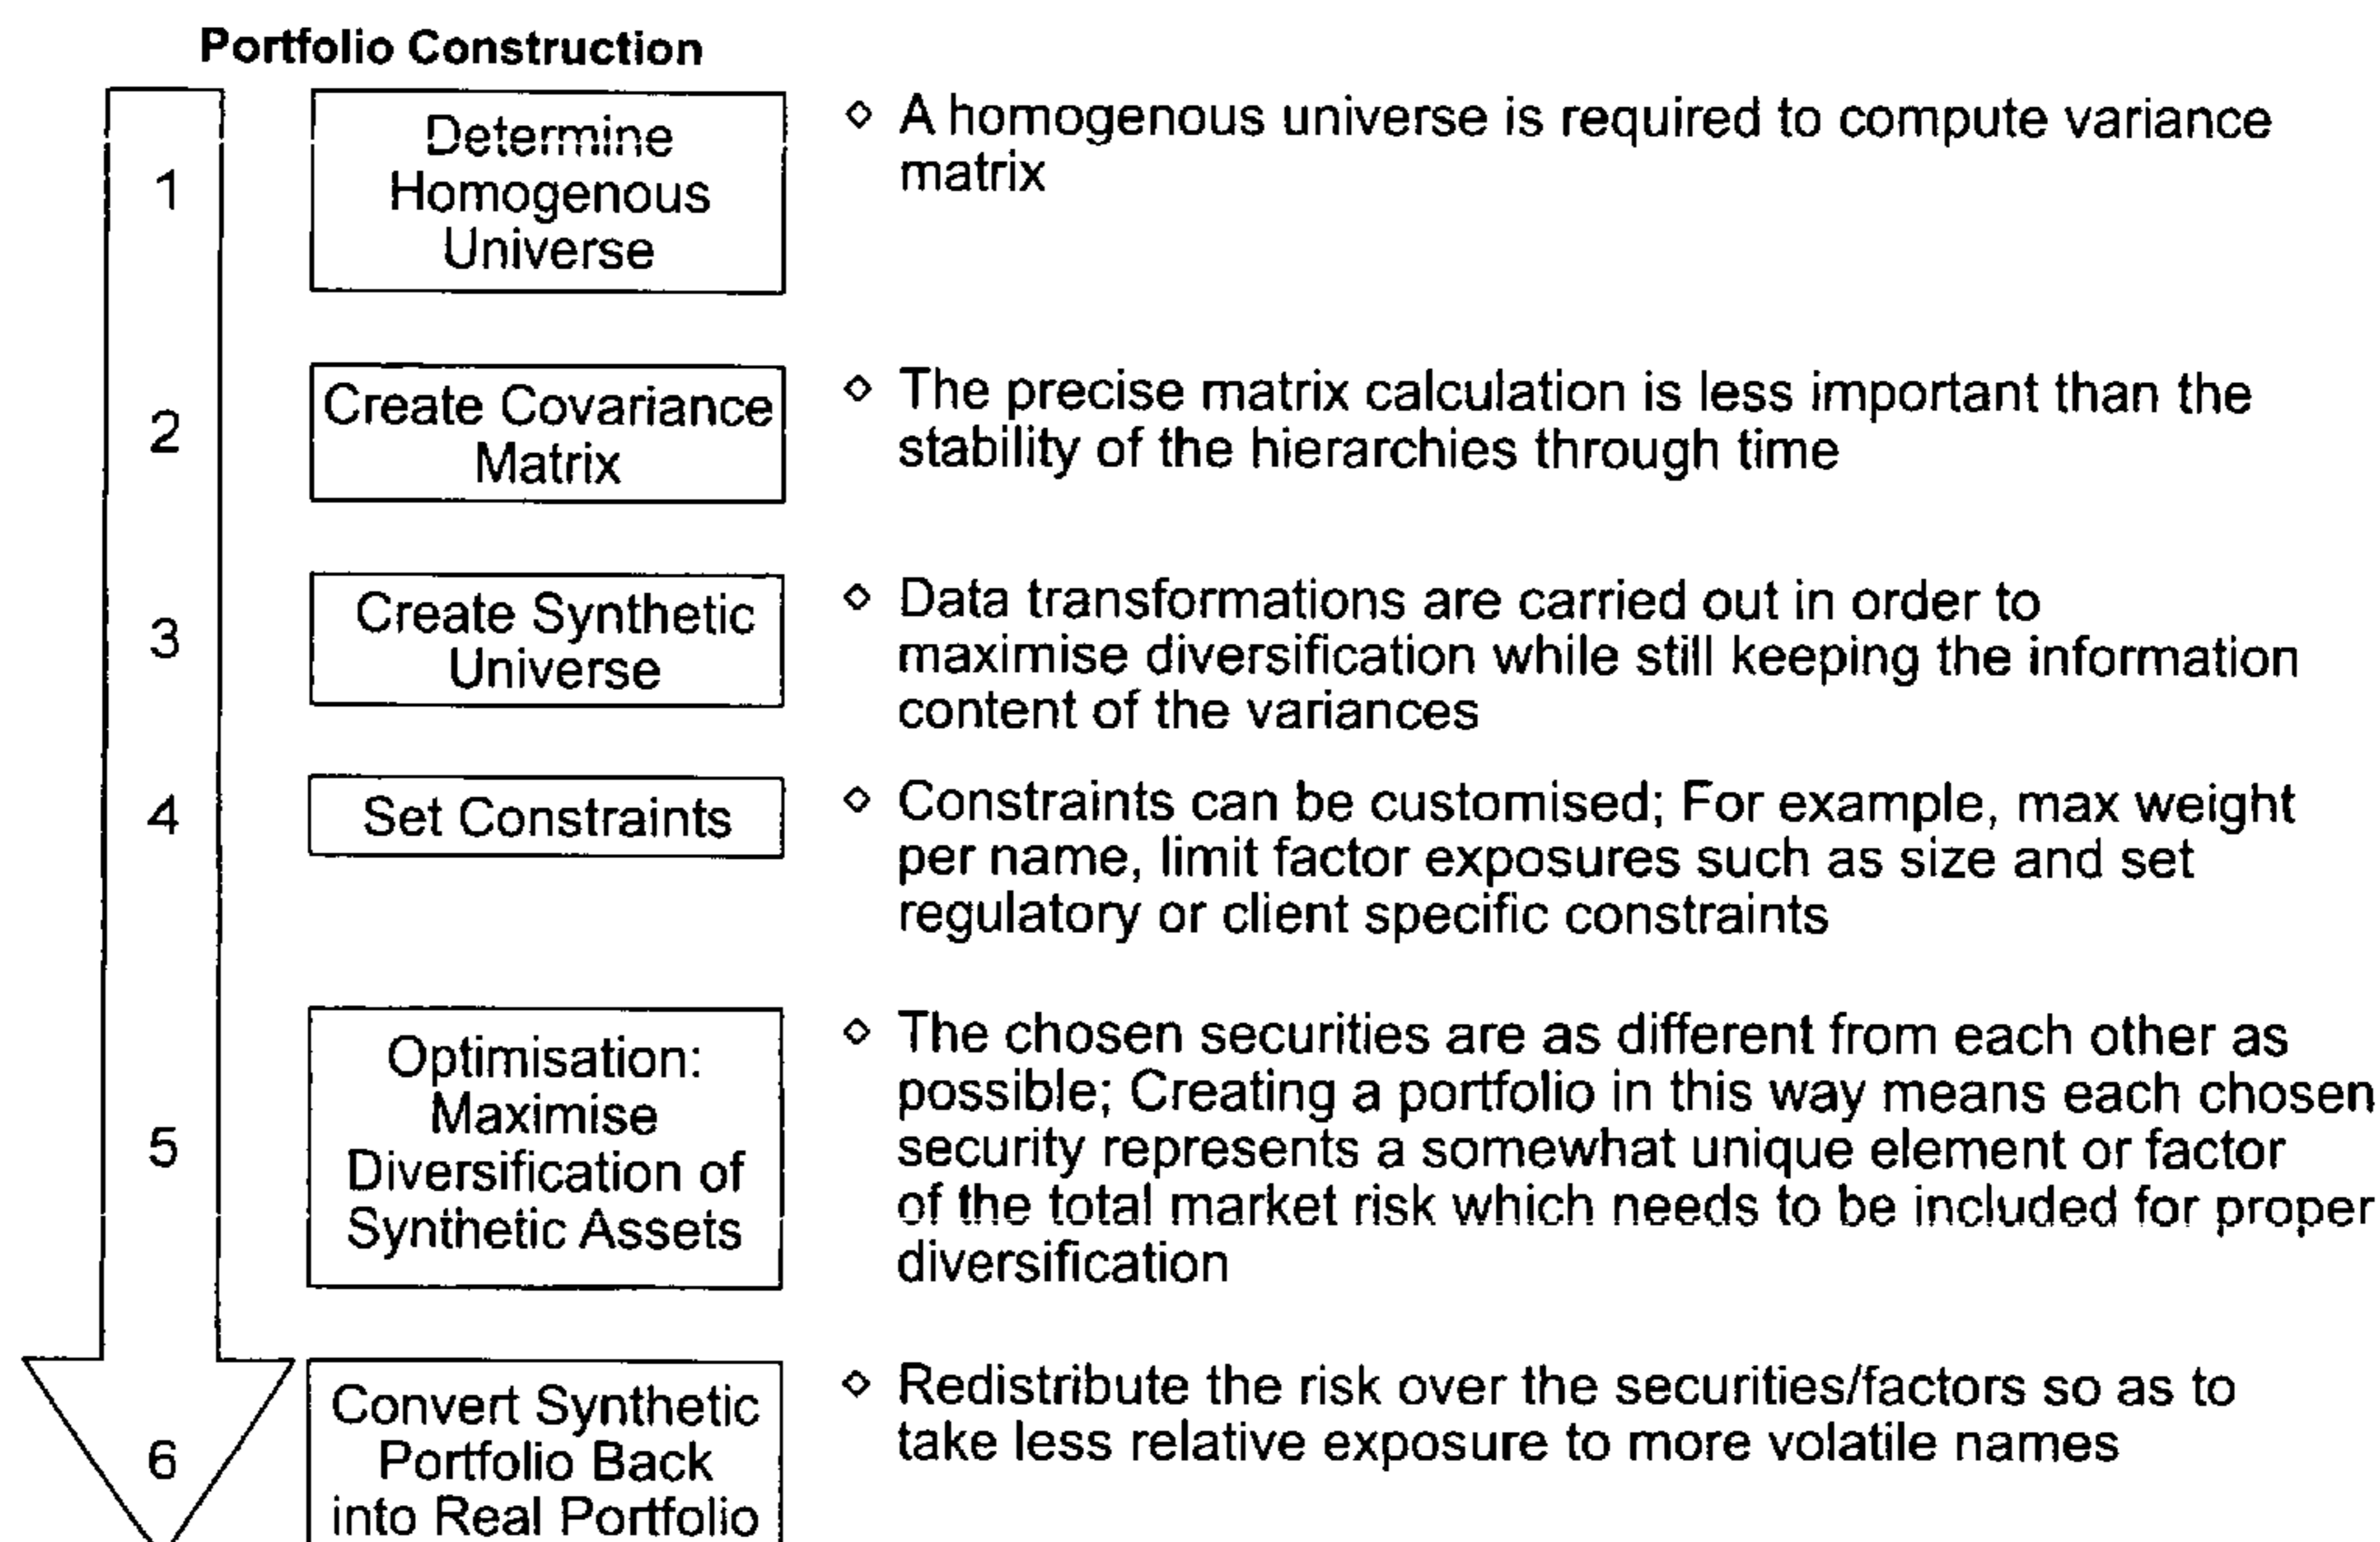 Portfolio Construction
1
Determine
Homogenous
Universe
◇ A homogenous universe is required to compute variance
matrix
2
Create Covariance
Matrix
◇ The precise matrix calculation is less important than the
stability of the hierarchies through time
3
Create Synthetic
Universe
◇ Data transformations are carried out in order to
maximise diversification while still keeping the information
content of the variances
4
Set Constraints
◇ Constraints can be customised; For example, max weight
per name, limit factor exposures such as size and set
regulatory or client specific constraints
5
Optimisation:
Maximise
Diversification of
Synthetic Assets
◇ The chosen securities are as different from each other as
possible; Creating a portfolio in this way means each chosen
security represents a somewhat unique element or factor
of the total market risk which needs to be included for proper
diversification
6
Convert Synthetic
Portfolio Back
into Real Portfolio
◇ Redistribute the risk over the securities/factors so as to
take less relative exposure to more volatile names